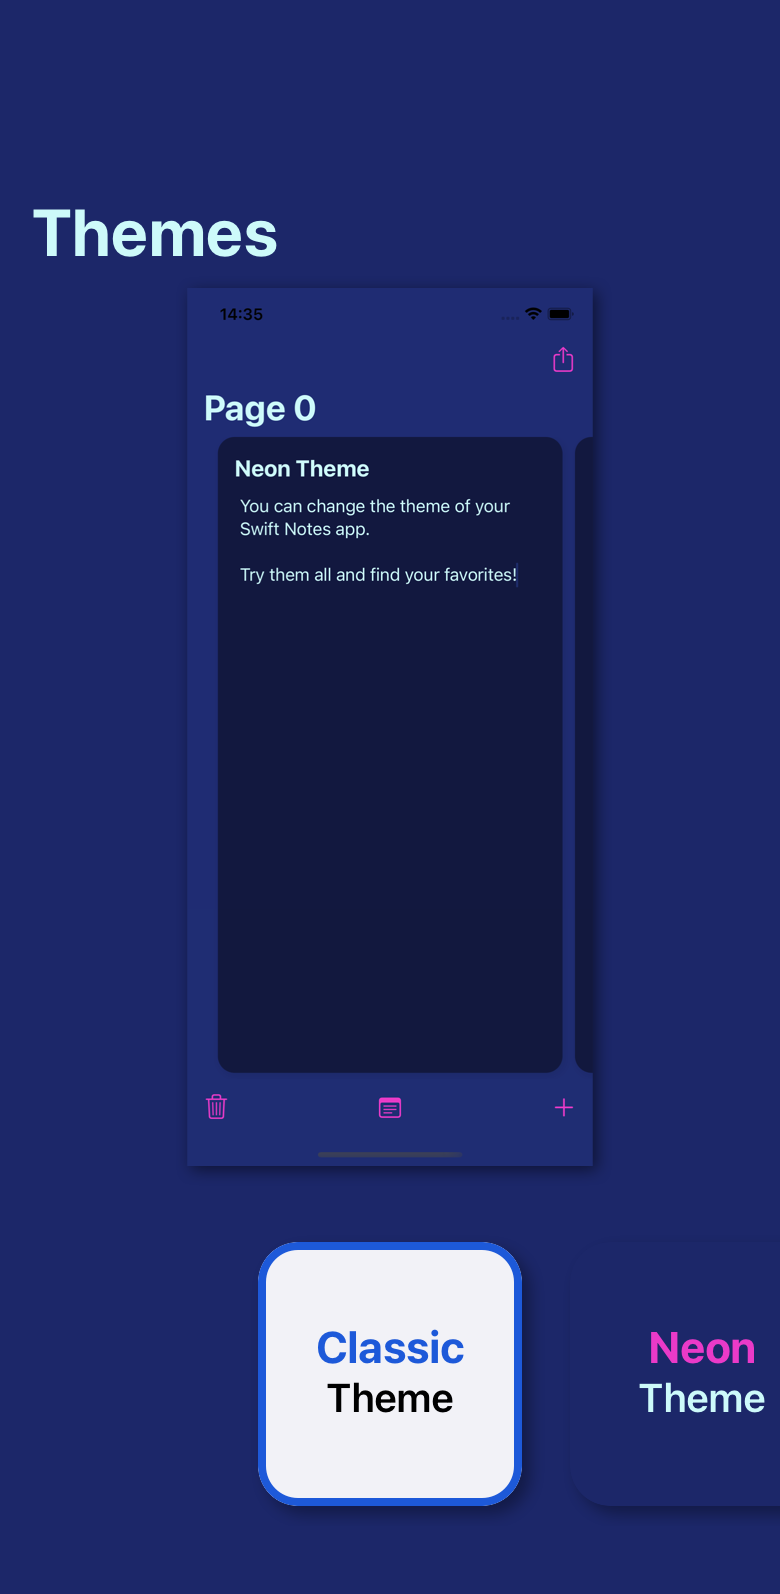 Themes
14:35
Page 0
Neon Theme
You can change the theme of your
Swift Notes app.
Try them all and find your favorites!
Classic
Theme
Neon
Theme